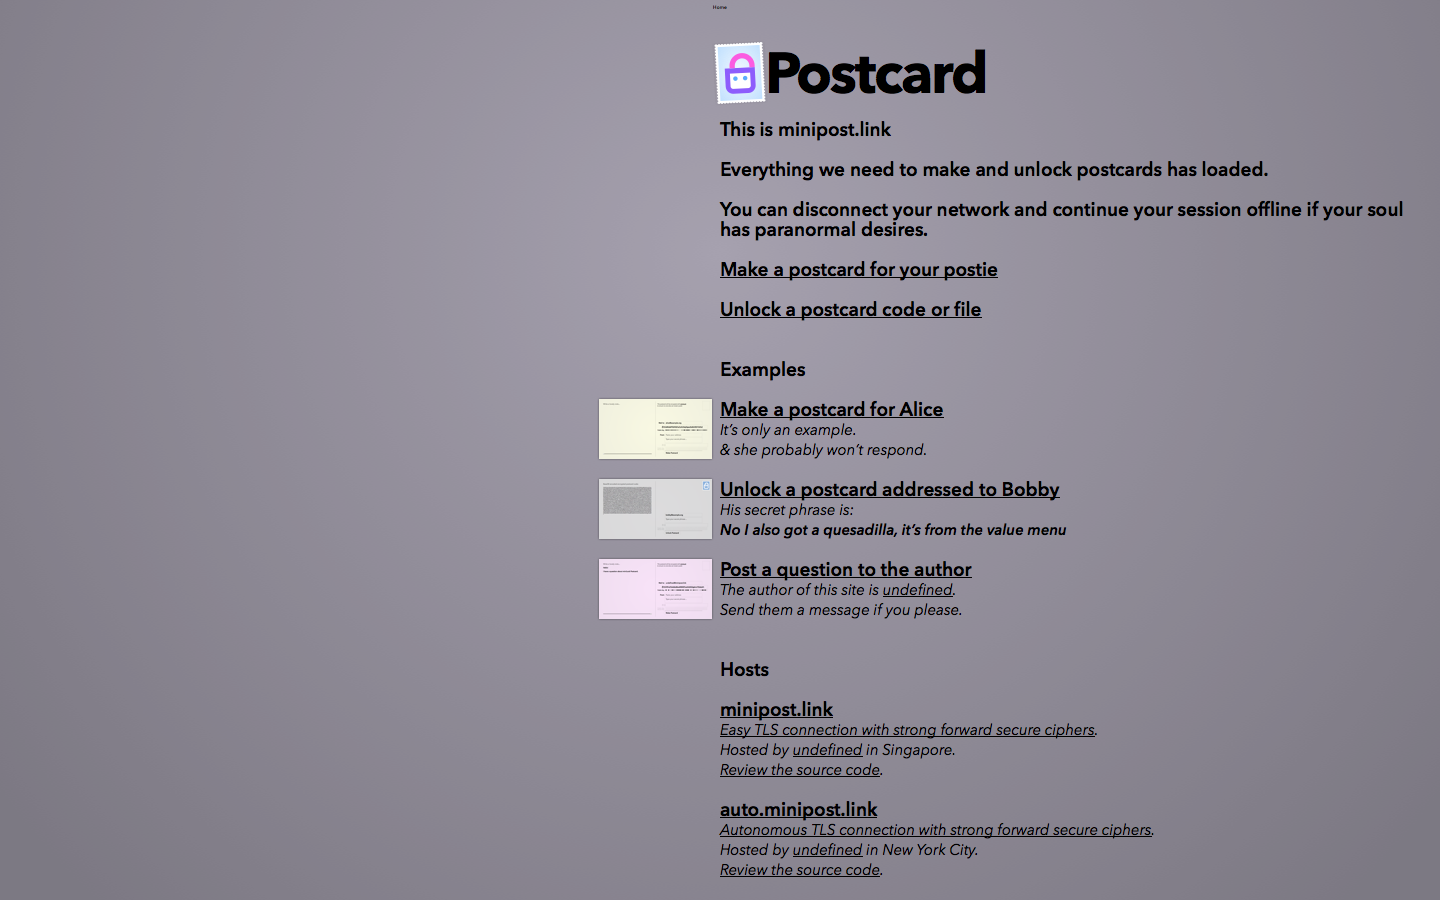 Home
Postcard
This is minipost.link
Everything we need to make and unlock postcards has loaded.
You can disconnect your network and continue your session offline if your soul
has paranormal desires.
Make a postcard for your postie
Unlock a postcard code or file
Examples
Make a postcard for Alice
It’s only an example.
& she probably won’t respond.
Unlock a postcard addressed to Bobby
His secret phrase is:
No I also got a quesadilla, it’s from the value menu
Post a question to the author
The author of this site is undefined.
Send them a message if you please.
Hosts
minipost.link
Easy TLS connection with strong forward secure ciphers.
Hosted by undefined in Singapore.
Review the source code.
auto.minipost.link
Autonomous TLS connection with strong forward secure ciphers.
Hosted by undefined in New York City.
Review the source code.